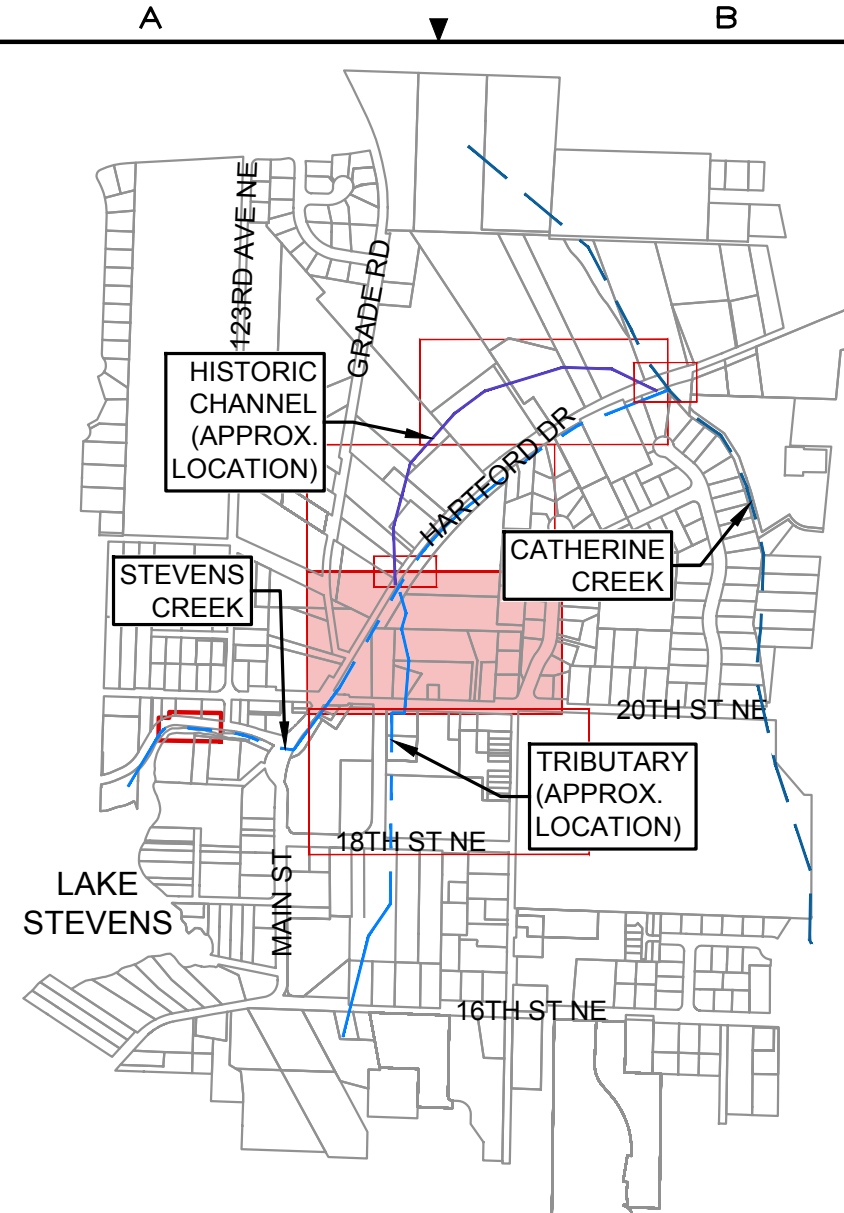 A
B
123RD AVE NE
GRADE RD
HISTORIC
CHANNEL
(APPROX.
LOCATION)
HARTFORD DR
STEVENS
CREEK
CATHERINE
CREEK
20TH ST NE
TRIBUTARY
(APPROX.
LOCATION)
18TH ST NE
MAIN ST
LAKE
STEVENS
16TH ST NE